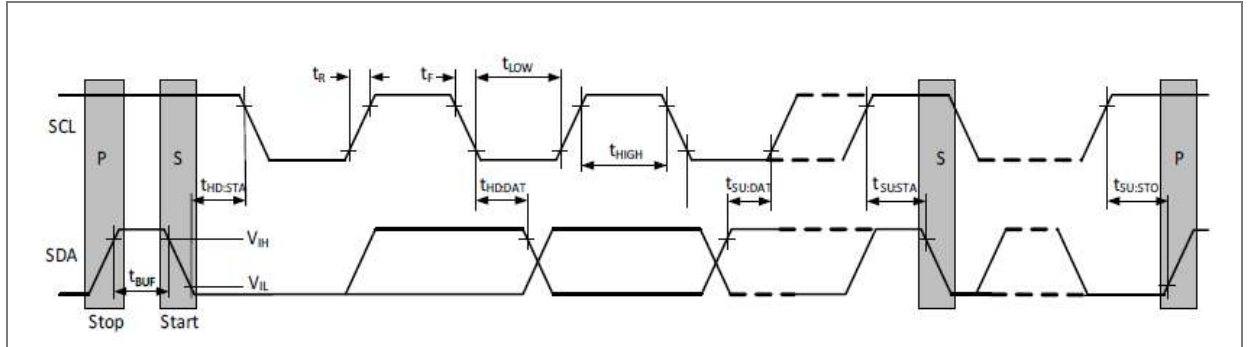 tR
tF
tLOW
SCL
P
S
tHIGH
S
P
tHD:STA
tHD:DAT
tSU:DAT
tSU:STA
tSU:STO
VIH
SDA
tBUF
VIL
Stop
Start